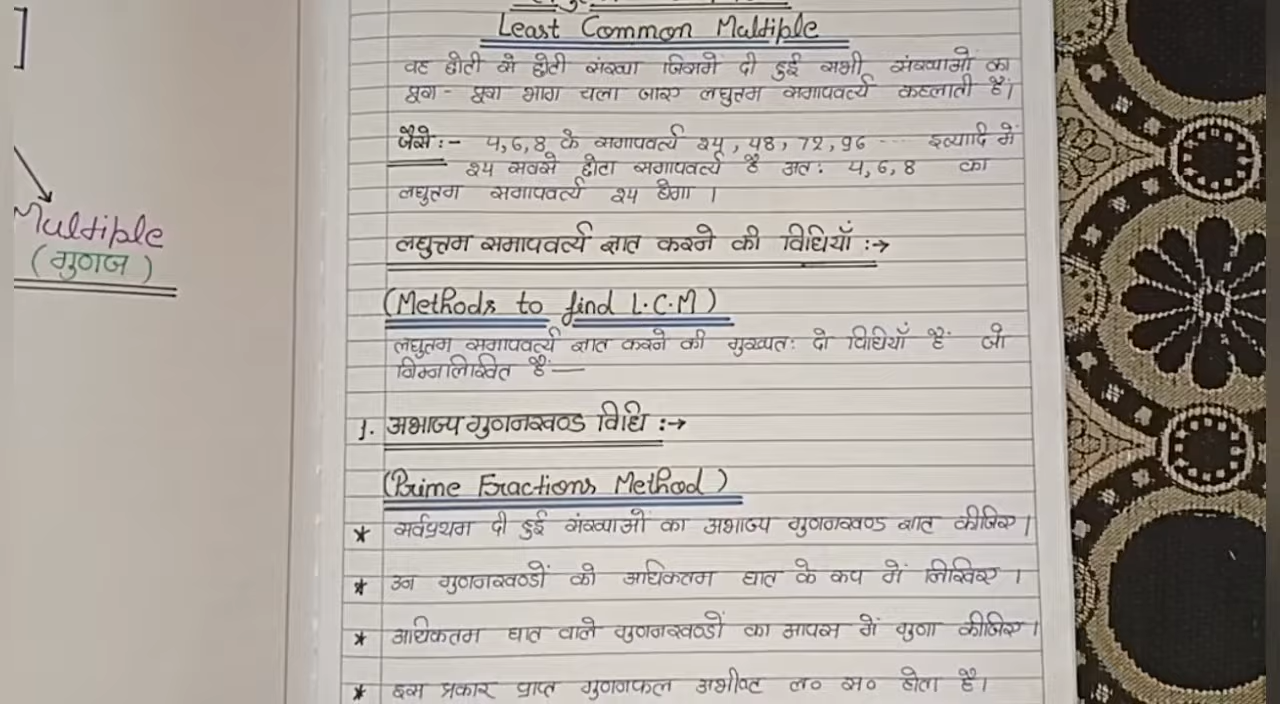 ]
Multiple
(गुणज)
Least Common Multiple
वह छोटी से छोटी संख्या जिसमें दी हुई सभी संख्याओं का
पूरा - पूरा भाग चला जाए लघुत्तम समापवर्त्य कहलाती है।
जैसे :- 4,6,8 के समापवर्त्य 24, 48, 72, 96 ---- इत्यादि में
24 सबसे छोटा समापवर्त्य है अतः 4,6,8 का
लघुत्तम समापवर्त्य 24 होगा ।
लघुत्तम समापवर्त्य ज्ञात करने की विधियाँ :→
(Methods to find L.C.M)
लघुत्तम समापवर्त्य ज्ञात करने की मुख्यतः दो विधियाँ हैं जो
निम्नलिखित हैं—
1. अभाज्य गुणनखण्ड विधि :→
(Prime Fractions Method)
* सर्वप्रथम दी हुई संख्याओं का अभाज्य गुणनखण्ड ज्ञात कीजिए।
* उन गुणनखण्डों को अधिकतम घात के रूप में लिखिए ।
* अधिकतम घात वाले गुणनखण्डों का आपस में गुणा कीजिए।
* इस प्रकार प्राप्त गुणनफल अभीष्ट ल० स० होता है।